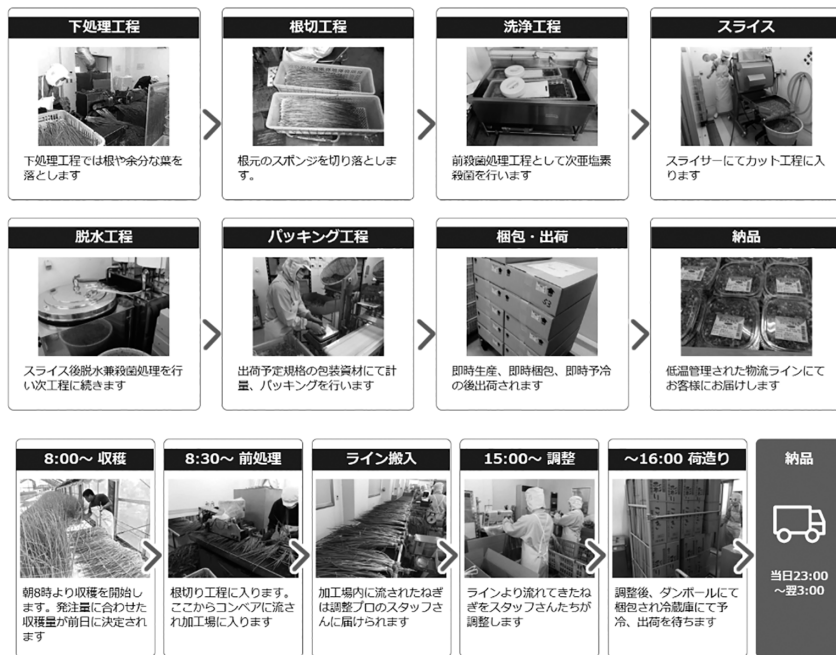 下処理工程
下処理工程では根や余分な葉を
落とします
根切工程
根元のスポンジを切り落としま
す。
洗浄工程
前殺菌処理工程として次亜塩素
殺菌を行います
スライス
スライサーにてカット工程に入
ります
脱水工程
スライス後脱水兼殺菌処理を行
い次工程に続きます
パッキング工程
出荷予定規格の包装資材にて計
量、パッキングを行います
梱包・出荷
即時生産、即時梱包、即時予冷
の後出荷されます
納品
低温管理された物流ラインにて
お客様にお届けします
8:00〜 収穫
朝8時より収穫を開始し
ます。発注量に合わせた
収穫量が前日に決定され
ます
8:30〜 前処理
根切り工程に入ります。
ここからコンベアに流さ
れ加工場に入ります
ライン搬入
加工場内に流されたねぎ
は調整プロのスタッフさ
んに届けられます
15:00〜 調整
ラインより流れてきたね
ぎをスタッフさんたちが
調整します
〜16:00 荷造り
調整後、ダンボールにて
梱包され冷蔵庫にて予
冷、出荷を待ちます
納品
当日23:00
〜翌3:00